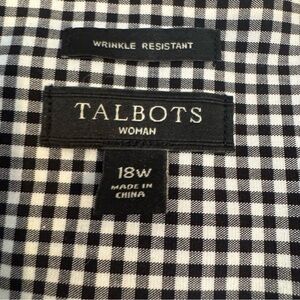 WRINKLE RESISTANT
TALBOTS
WOMAN
18W
MADE IN
CHINA